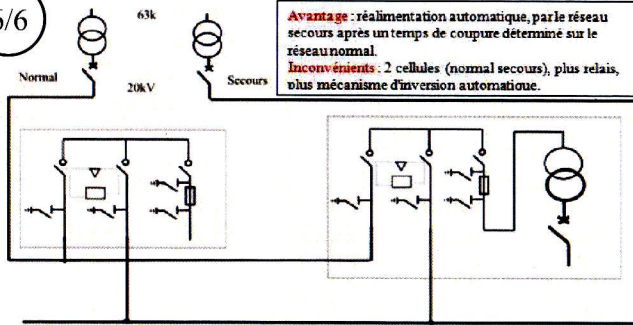 6/6
63k
Normal
Secours
20kV
Avantage : réalimentation automatique, par le réseau
secours après un temps de coupure déterminé sur le
réseau normal.
Inconvénients : 2 cellules (normal secours), plus relais,
plus mécanisme d'inversion automatique.